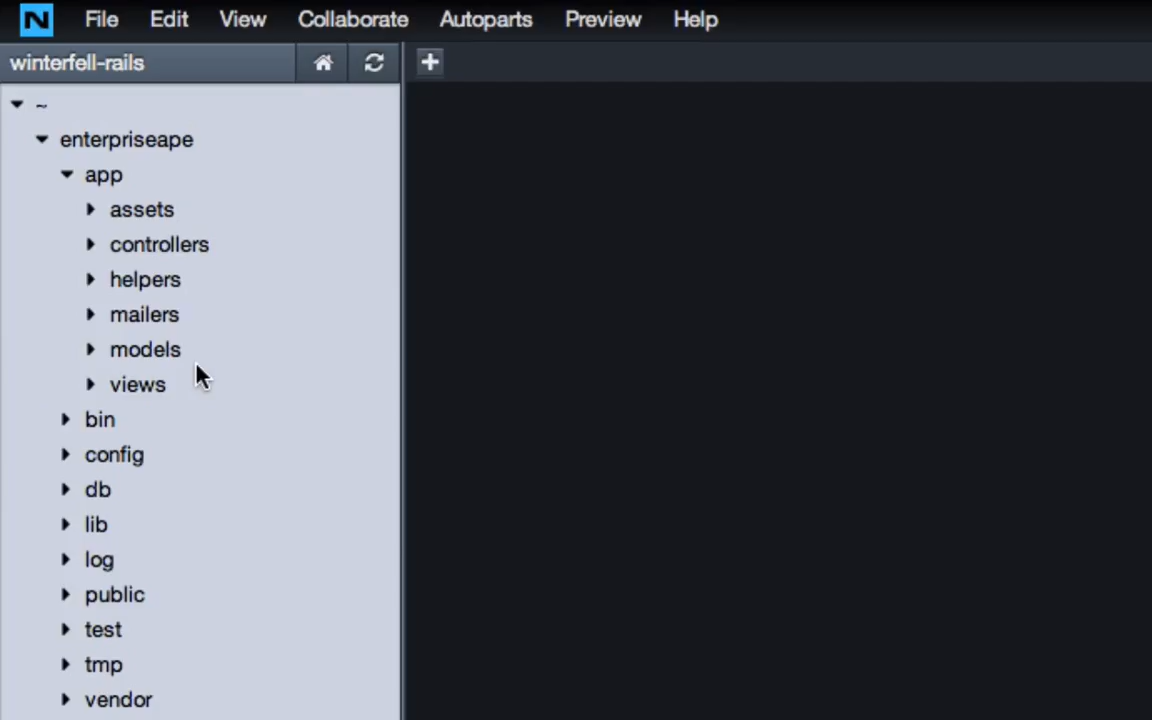 N File Edit View Collaborate Autoparts Preview Help
winterfell-rails
~
enterpriseape
app
assets
controllers
helpers
mailers
models
views
bin
config
db
lib
log
public
test
tmp
vendor